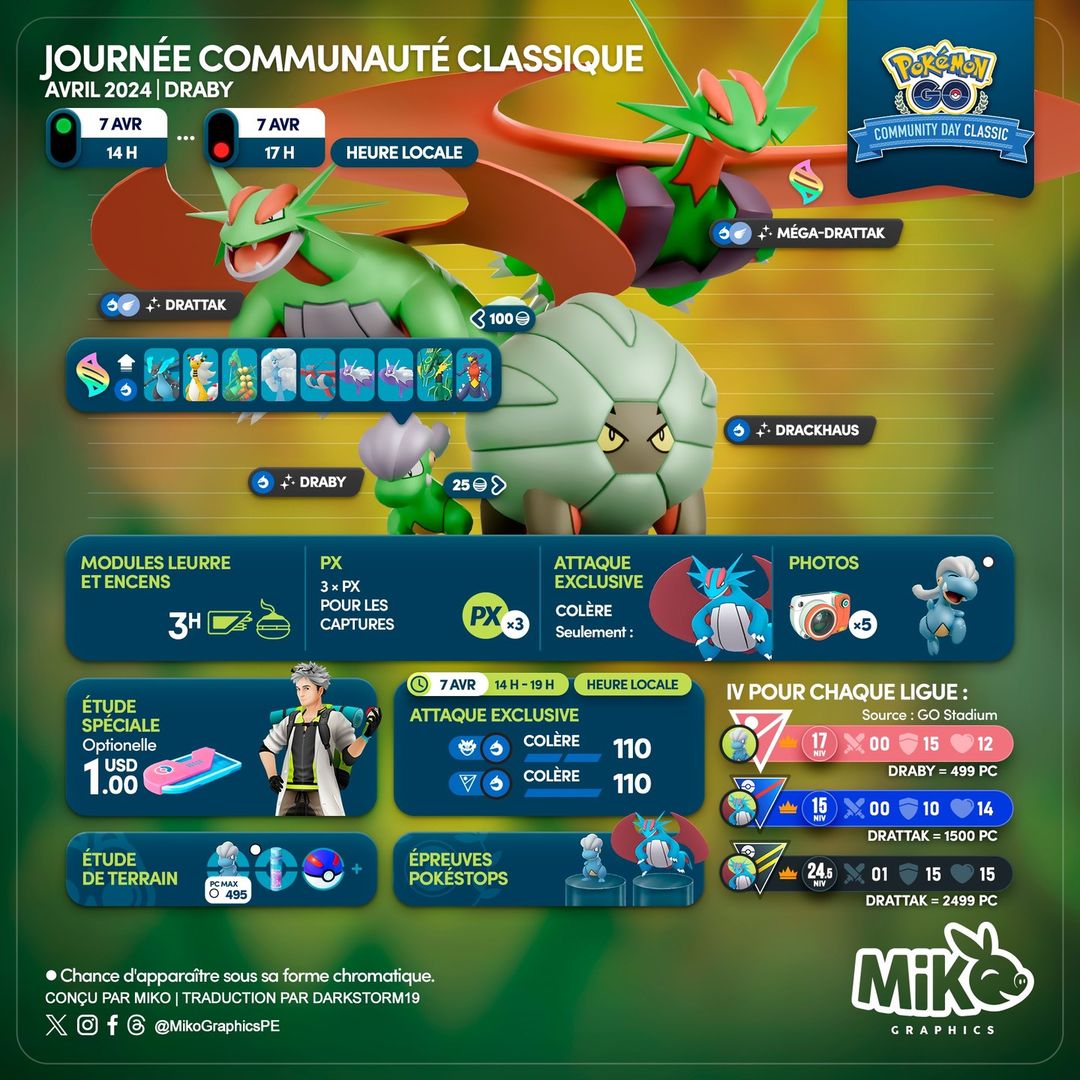 JOURNÉE COMMUNAUTÉ CLASSIQUE
AVRIL 2024 | DRABY
7 AVR
14 H
...
7 AVR
17 H
HEURE LOCALE
POKÉMON
GO
COMMUNITY DAY CLASSIC
MÉGA-DRATTAK
DRATTAK
100
DRACKHAUS
DRABY
25
MODULES LEURRE
ET ENCENS
3H
PX
3 × PX
POUR LES
CAPTURES
PX ×3
ATTAQUE
EXCLUSIVE
COLÈRE
Seulement :
PHOTOS
×5
ÉTUDE
SPÉCIALE
Optionelle
1.00 USD
7 AVR 14 H - 19 H HEURE LOCALE
ATTAQUE EXCLUSIVE
COLÈRE 110
COLÈRE 110
IV POUR CHAQUE LIGUE :
Source : GO Stadium
17 NIV 00 15 12
DRABY = 499 PC
15 NIV 00 10 14
DRATTAK = 1500 PC
24.5 NIV 01 15 15
DRATTAK = 2499 PC
ÉTUDE
DE TERRAIN
PC MAX
495
+
ÉPREUVES
POKÉSTOPS
Chance d'apparaître sous sa forme chromatique.
CONÇU PAR MIKO | TRADUCTION PAR DARKSTORM19
@MikoGraphicsPE
MiKO
GRAPHICS